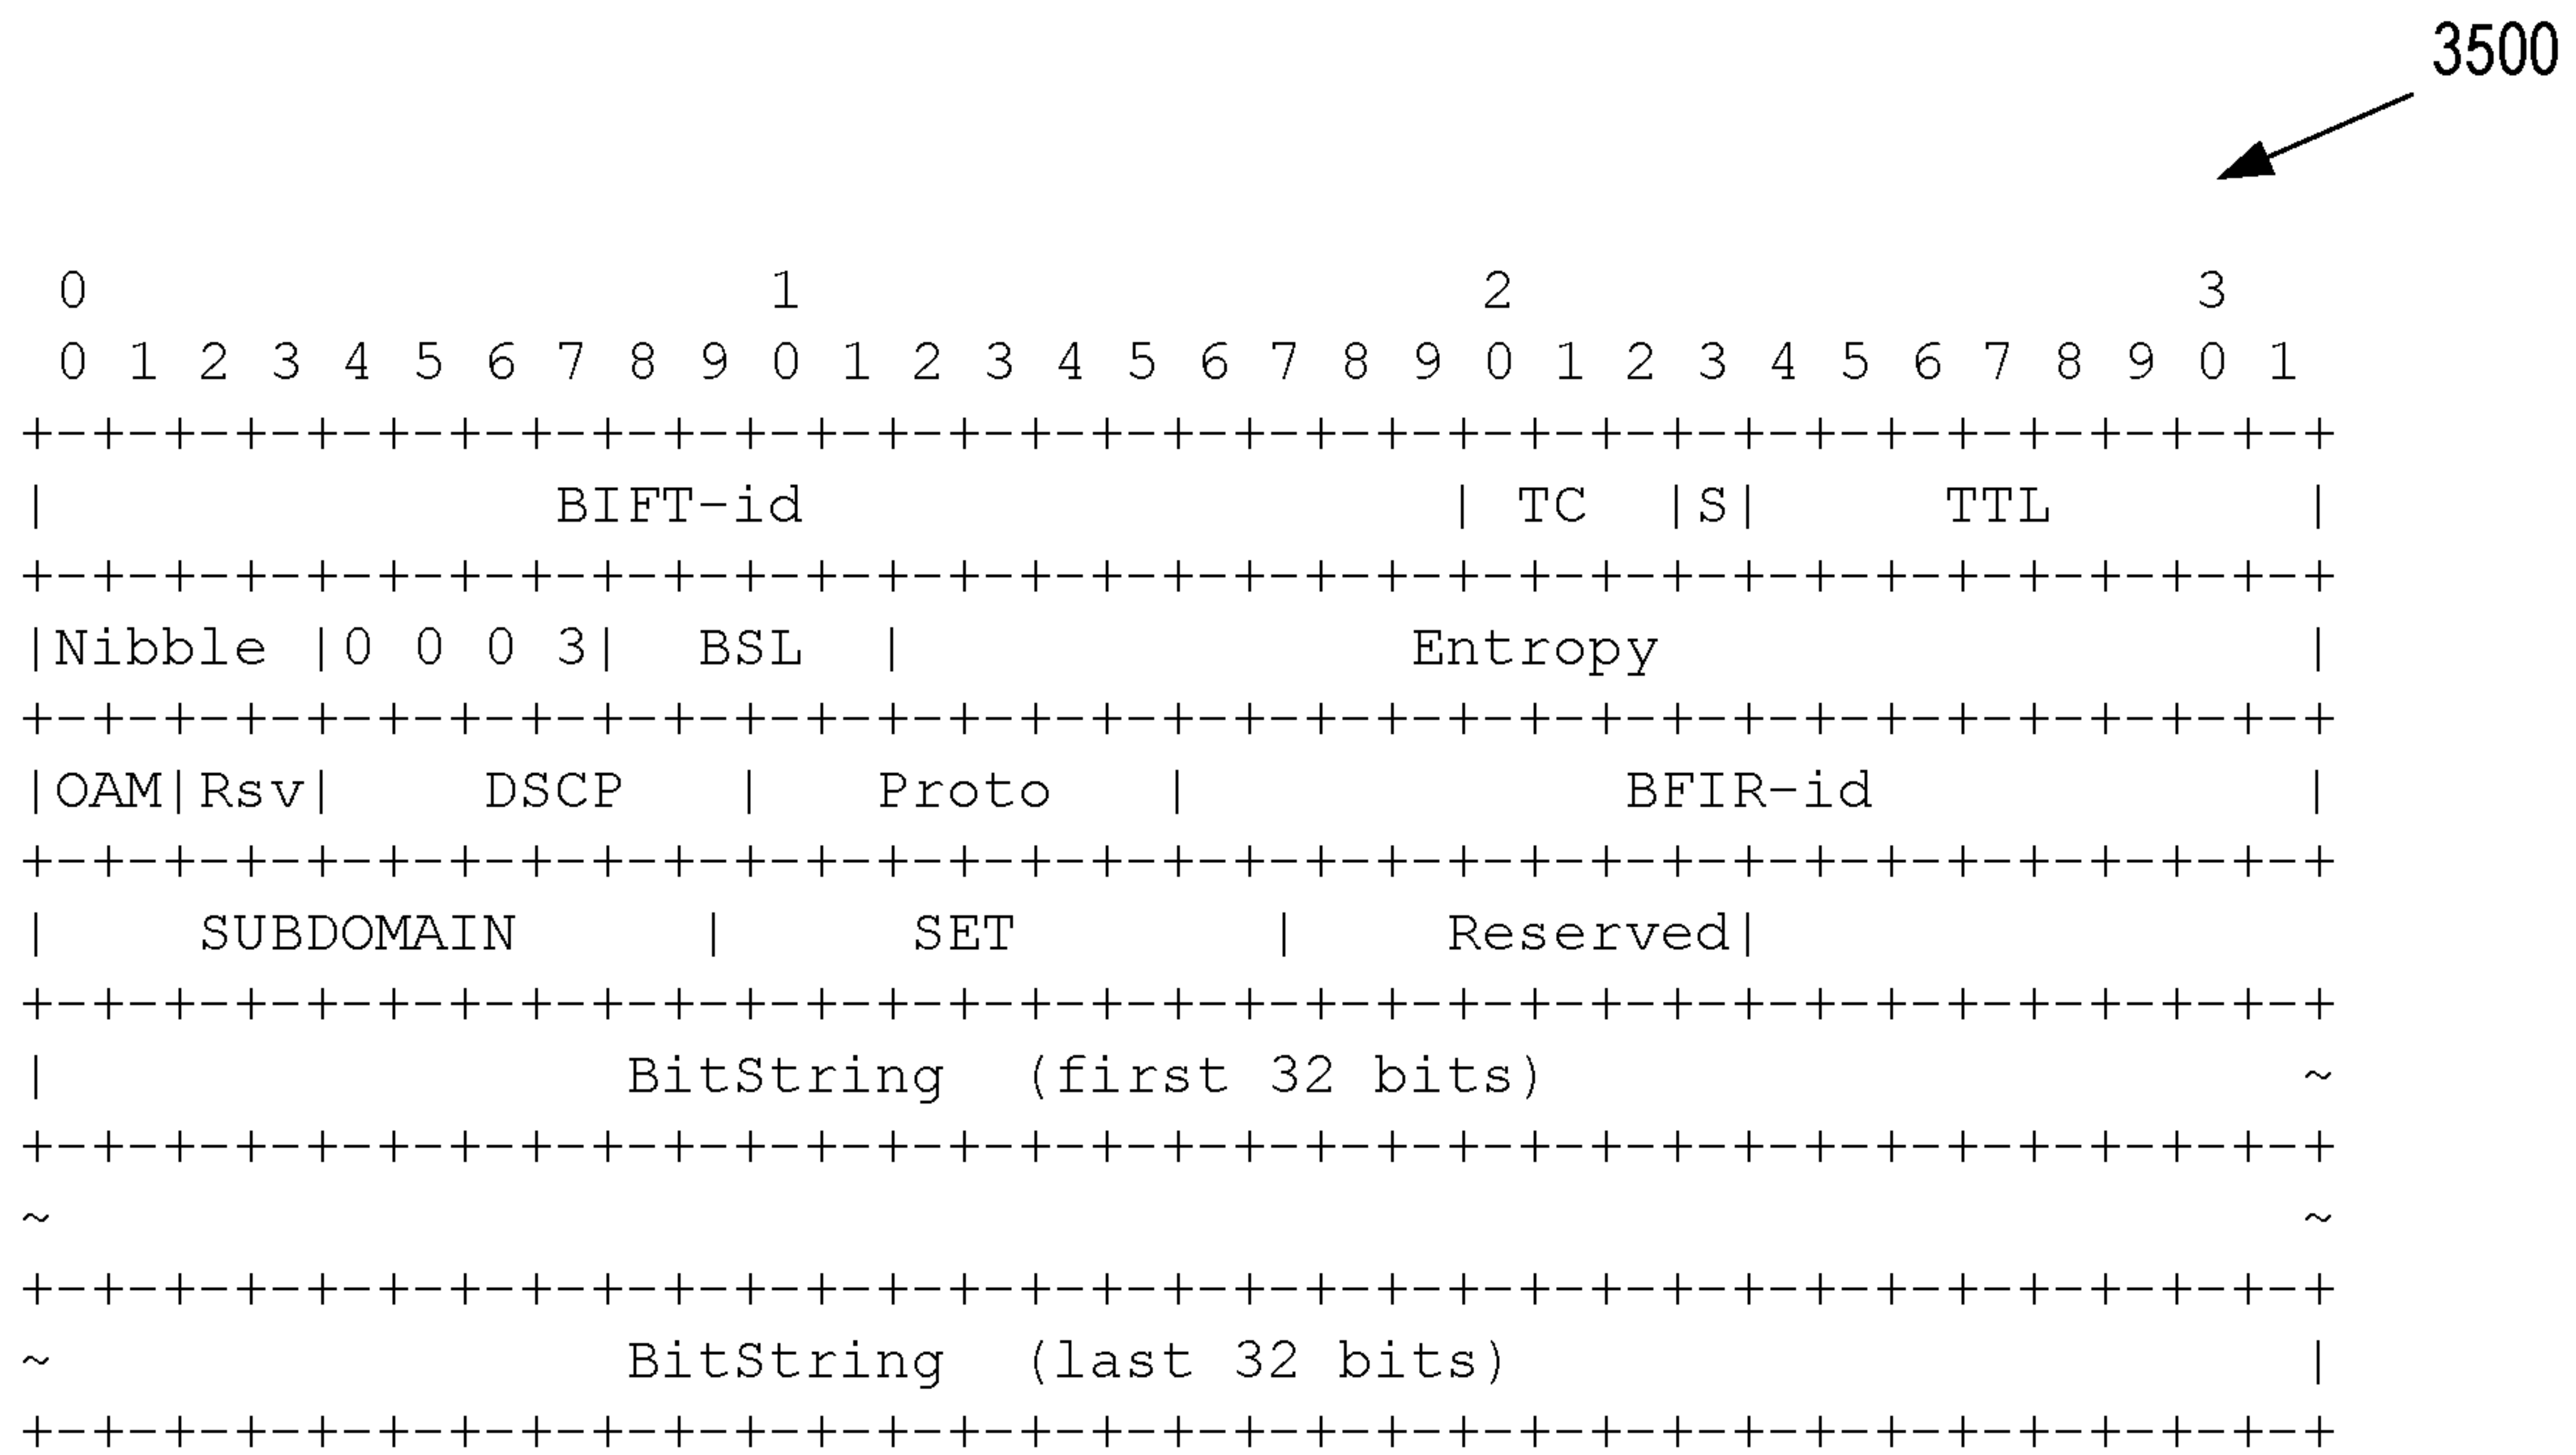 3500
 0                   1                   2                   3
 0 1 2 3 4 5 6 7 8 9 0 1 2 3 4 5 6 7 8 9 0 1 2 3 4 5 6 7 8 9 0 1
+-+-+-+-+-+-+-+-+-+-+-+-+-+-+-+-+-+-+-+-+-+-+-+-+-+-+-+-+-+-+-+-+
|              BIFT-id                  | TC  |S|     TTL       |
+-+-+-+-+-+-+-+-+-+-+-+-+-+-+-+-+-+-+-+-+-+-+-+-+-+-+-+-+-+-+-+-+
|Nibble |0 0 0 3|  BSL  |              Entropy                  |
+-+-+-+-+-+-+-+-+-+-+-+-+-+-+-+-+-+-+-+-+-+-+-+-+-+-+-+-+-+-+-+-+
|OAM|Rsv|    DSCP   |   Proto   |            BFIR-id            |
+-+-+-+-+-+-+-+-+-+-+-+-+-+-+-+-+-+-+-+-+-+-+-+-+-+-+-+-+-+-+-+-+
|    SUBDOMAIN     |     SET       |    Reserved|
+-+-+-+-+-+-+-+-+-+-+-+-+-+-+-+-+-+-+-+-+-+-+-+-+-+-+-+-+-+-+-+-+
|                BitString  (first 32 bits)                     ~
+-+-+-+-+-+-+-+-+-+-+-+-+-+-+-+-+-+-+-+-+-+-+-+-+-+-+-+-+-+-+-+-+
~                                                               ~
+-+-+-+-+-+-+-+-+-+-+-+-+-+-+-+-+-+-+-+-+-+-+-+-+-+-+-+-+-+-+-+-+
~                BitString  (last 32 bits)                      |
+-+-+-+-+-+-+-+-+-+-+-+-+-+-+-+-+-+-+-+-+-+-+-+-+-+-+-+-+-+-+-+-+